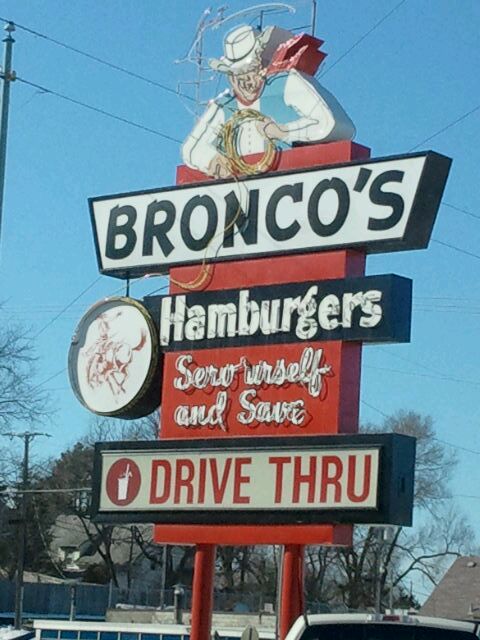 BRONCO'S
Hamburgers
Serv'urself
and Save
DRIVE THRU